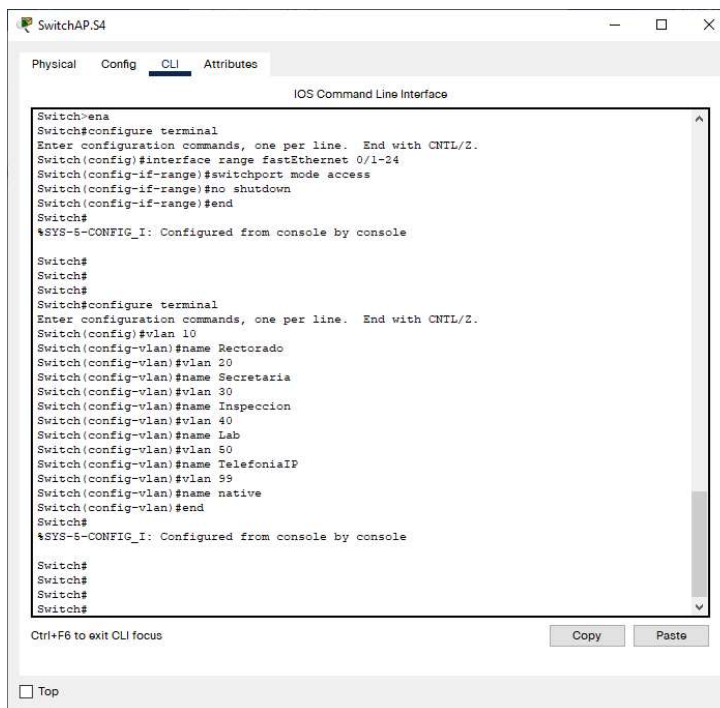 SwitchAP.S4
Physical Config CLI Attributes
IOS Command Line Interface
Switch>ena
Switch#configure terminal
Enter configuration commands, one per line.  End with CNTL/Z.
Switch(config)#interface range fastEthernet 0/1-24
Switch(config-if-range)#switchport mode access
Switch(config-if-range)#no shutdown
Switch(config-if-range)#end
Switch#
%SYS-5-CONFIG_I: Configured from console by console
Switch#
Switch#
Switch#
Switch#configure terminal
Enter configuration commands, one per line.  End with CNTL/Z.
Switch(config)#vlan 10
Switch(config-vlan)#name Rectorado
Switch(config-vlan)#vlan 20
Switch(config-vlan)#name Secretaria
Switch(config-vlan)#vlan 30
Switch(config-vlan)#name Inspeccion
Switch(config-vlan)#vlan 40
Switch(config-vlan)#name Lab
Switch(config-vlan)#vlan 50
Switch(config-vlan)#name TelefoniaIP
Switch(config-vlan)#vlan 99
Switch(config-vlan)#name native
Switch(config-vlan)#end
Switch#
%SYS-5-CONFIG_I: Configured from console by console
Switch#
Switch#
Switch#
Switch#
Ctrl+F6 to exit CLI focus
Copy Paste
Top